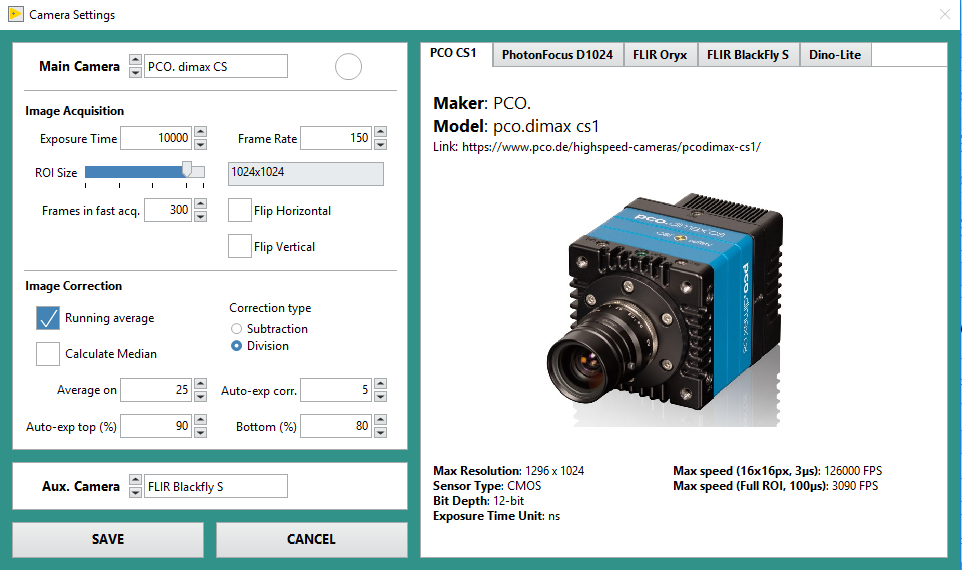 Camera Settings
Main Camera PCO. dimax CS
Image Acquisition
Exposure Time 10000 Frame Rate 150
ROI Size 1024x1024
Frames in fast acq. 300 Flip Horizontal
Flip Vertical
Image Correction
Running average
Correction type
Subtraction
Division
Calculate Median
Average on 25 Auto-exp corr. 5
Auto-exp top (%) 90 Bottom (%) 80
Aux. Camera FLIR Blackfly S
SAVE CANCEL
PCO CS1 PhotonFocus D1024 FLIR Oryx FLIR BlackFly S Dino-Lite
Maker: PCO.
Model: pco.dimax cs1
Link: https://www.pco.de/highspeed-cameras/pcodimax-cs1/
pco.dimax cs
pco.dimax cs
Max Resolution: 1296 x 1024
Sensor Type: CMOS
Bit Depth: 12-bit
Exposure Time Unit: ns
Max speed (16x16px, 3µs): 126000 FPS
Max speed (Full ROI, 100µs): 3090 FPS